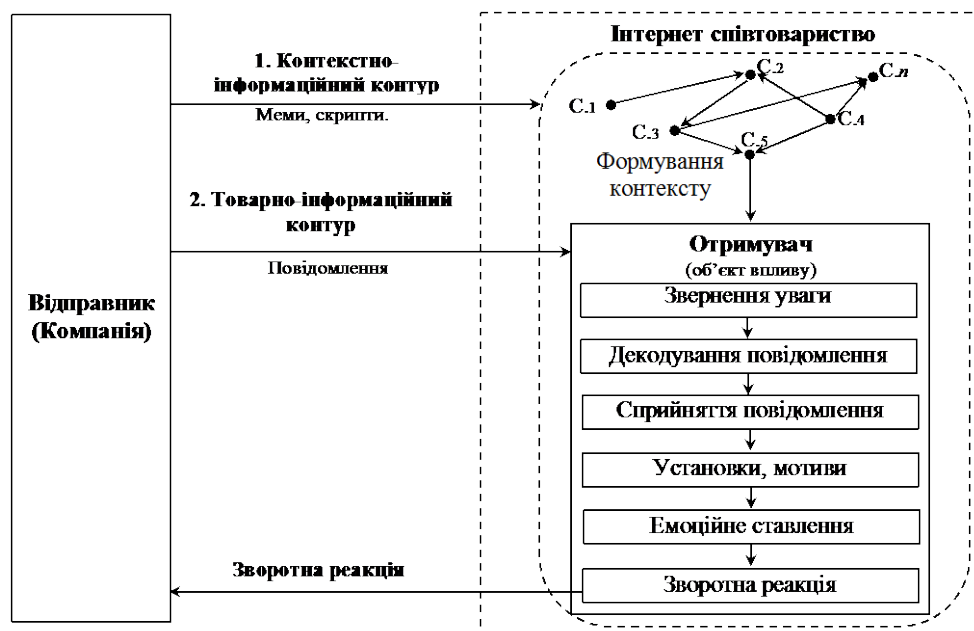 Інтернет співтовариство
1. Контекстно-
інформаційний контур
Меми, скрипти.
С.1
С.2
С.n
С.3
С.4
С.5
Формування
контексту
2. Товарно-інформаційний
контур
Повідомлення
Відправник
(Компанія)
Отримувач
(об’єкт впливу)
Звернення уваги
Декодування повідомлення
Сприйняття повідомлення
Установки, мотиви
Емоційне ставлення
Зворотна реакція
Зворотна реакція